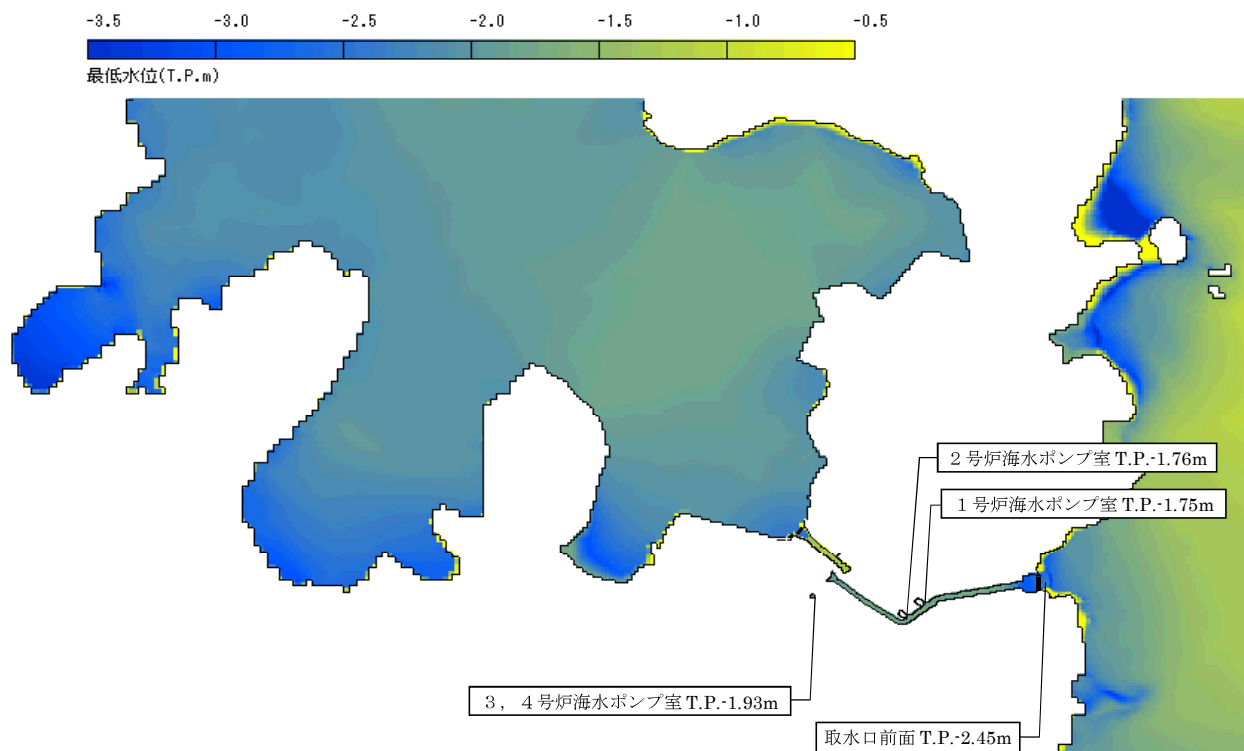 -3.5 -3.0 -2.5 -2.0 -1.5 -1.0 -0.5
最低水位(T.P.m)
２号炉海水ポンプ室 T.P.-1.76m
１号炉海水ポンプ室 T.P.-1.75m
３，４号炉海水ポンプ室 T.P.-1.93m
取水口前面 T.P.-2.45m